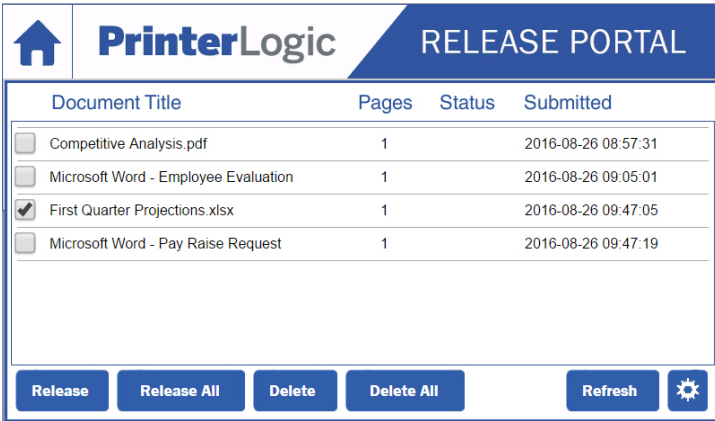 PrinterLogic RELEASE PORTAL
Document Title Pages Status Submitted
Competitive Analysis.pdf 1 2016-08-26 08:57:31
Microsoft Word - Employee Evaluation 1 2016-08-26 09:05:01
First Quarter Projections.xlsx 1 2016-08-26 09:47:05
Microsoft Word - Pay Raise Request 1 2016-08-26 09:47:19
Release Release All Delete Delete All Refresh